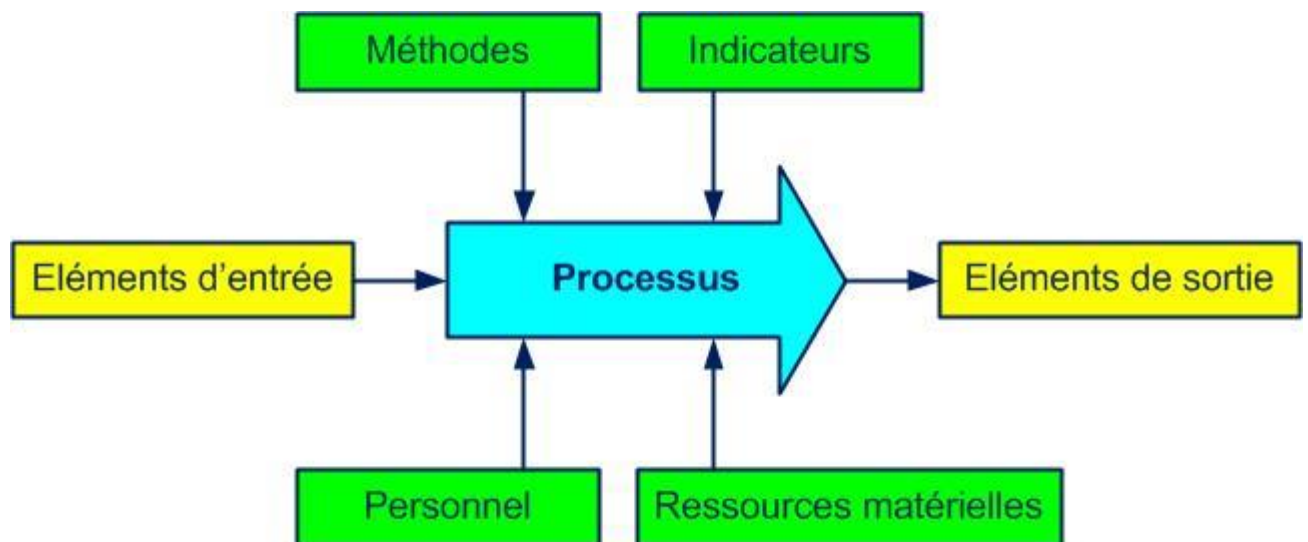 Méthodes
Indicateurs
Eléments d’entrée
Processus
Eléments de sortie
Personnel
Ressources matérielles